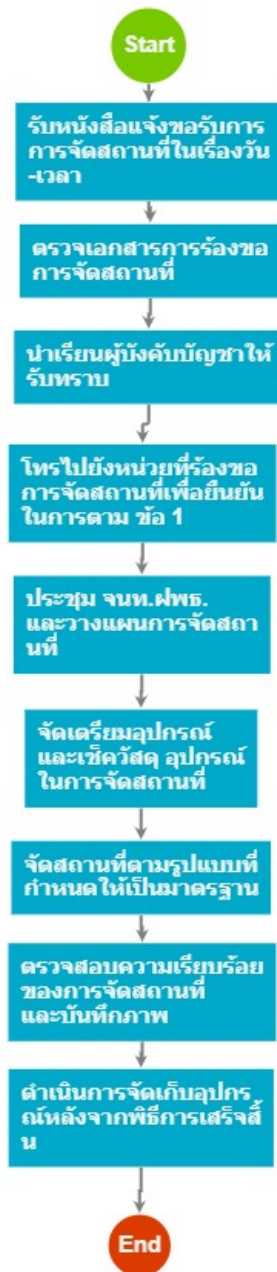 Start
รับหนังสือแจ้งขอรับการ
การจัดสถานที่ในเรื่องวัน
-เวลา
ตรวจเอกสารการร้องขอ
การจัดสถานที่
นำเรียนผู้บังคับบัญชาให้
รับทราบ
โทรไปยังหน่วยที่ร้องขอ
การจัดสถานที่เพื่อยืนยัน
ในการตาม ข้อ 1
ประชุม จนท.ฝพธ.
และวางแผนการจัดสถา
นที่
จัดเตรียมอุปกรณ์
และเช็ควัสดุ อุปกรณ์
ในการจัดสถานที่
จัดสถานที่ตามรูปแบบที่
กำหนดให้เป็นมาตรฐาน
ตรวจสอบความเรียบร้อย
ของการจัดสถานที่
และบันทึกภาพ
ดำเนินการจัดเก็บอุปกร
ณ์หลังจากพิธีการเสร็จสิ้
น
End